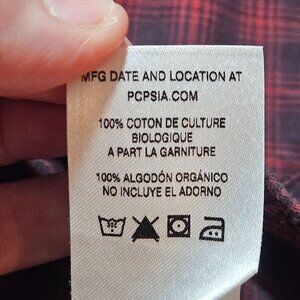 MFG DATE AND LOCATION AT
PCPSIA.COM
100% COTON DE CULTURE
BIOLOGIQUE
A PART LA GARNITURE
100% ALGODÓN ORGÁNICO
NO INCLUYE EL ADORNO